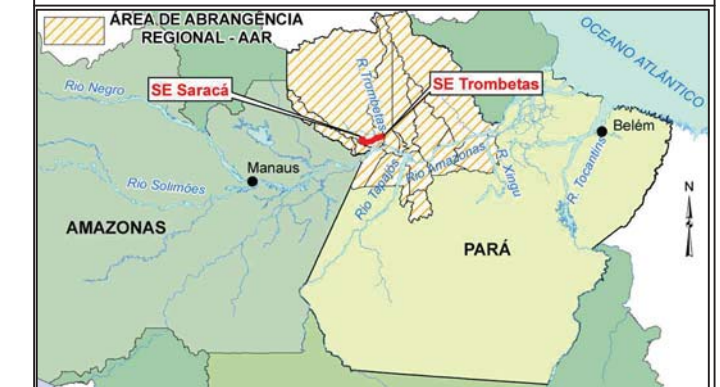 ÁREA DE ABRANGÊNCIA
REGIONAL - AAR
OCEANO ATLÂNTICO
Rio Negro
SE Saracá
R. Trombetas
SE Trombetas
Belém
Manaus
Rio Solimões
Rio Tapajós
Rio Amazonas
R. Xingu
R. Tocantins
N
AMAZONAS
PARÁ